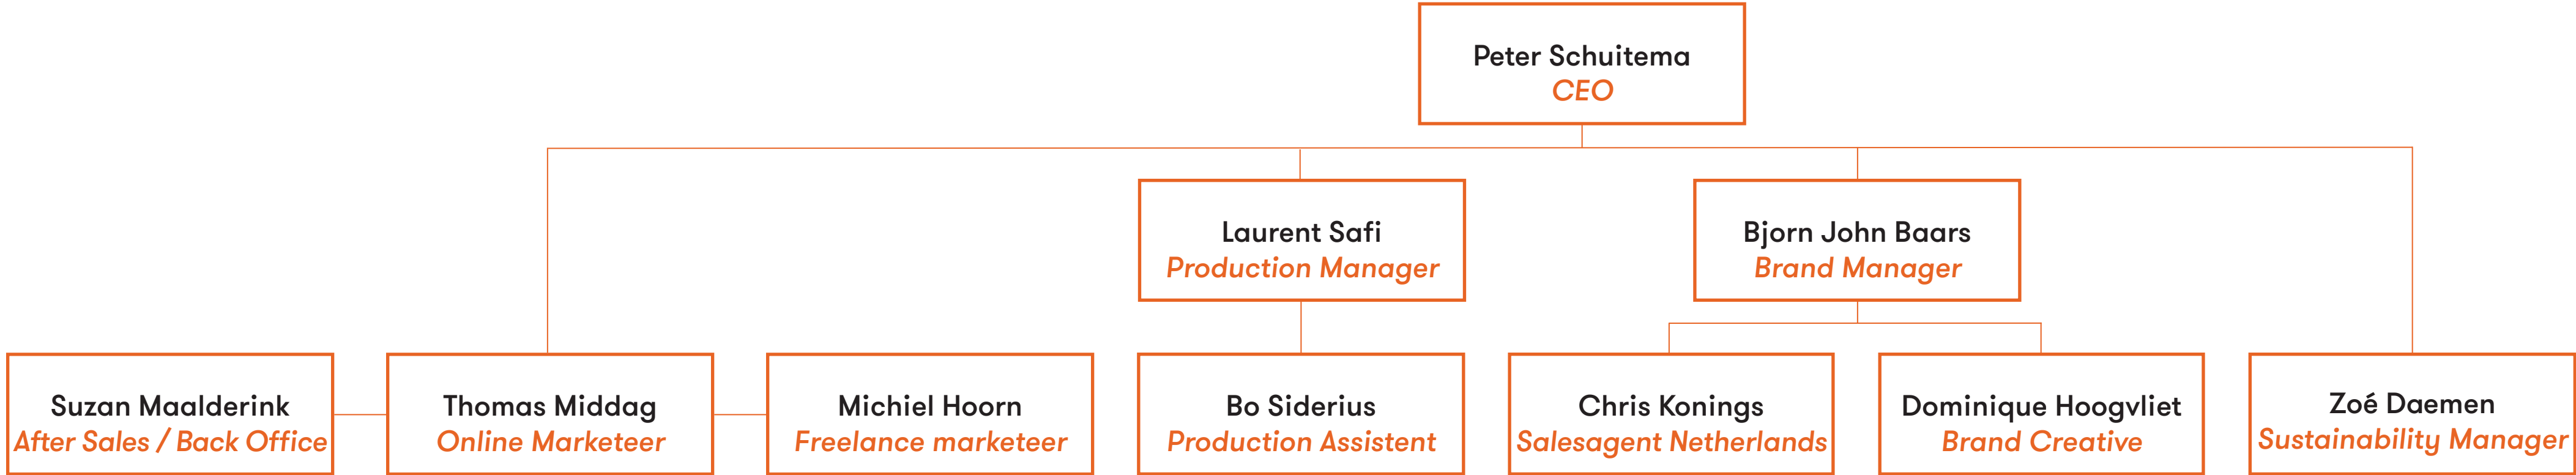 Peter Schuitema
CEO
Laurent Safi
Production Manager
Bjorn John Baars
Brand Manager
Suzan Maalderink
After Sales / Back Office
Thomas Middag
Online Marketeer
Michiel Hoorn
Freelance marketeer
Bo Siderius
Production Assistent
Chris Konings
Salesagent Netherlands
Dominique Hoogvliet
Brand Creative
Zoé Daemen
Sustainability Manager